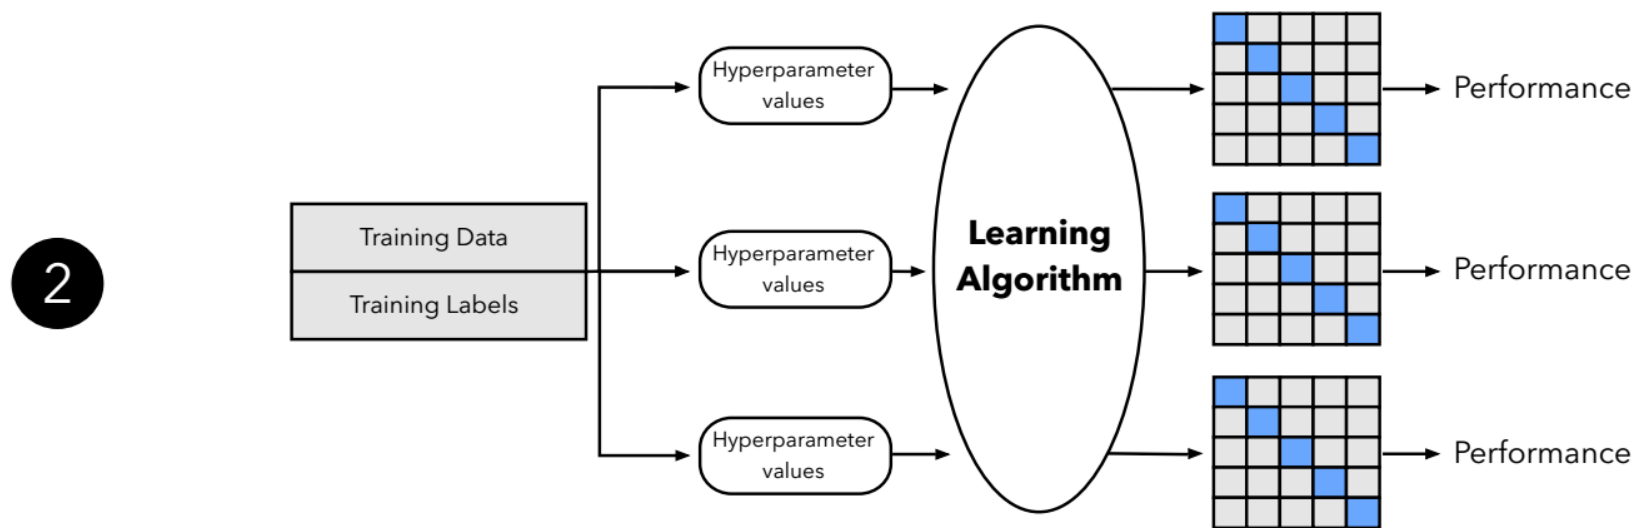 2
Training Data
Training Labels
Hyperparameter
values
Hyperparameter
values
Hyperparameter
values
Learning
Algorithm
Performance
Performance
Performance